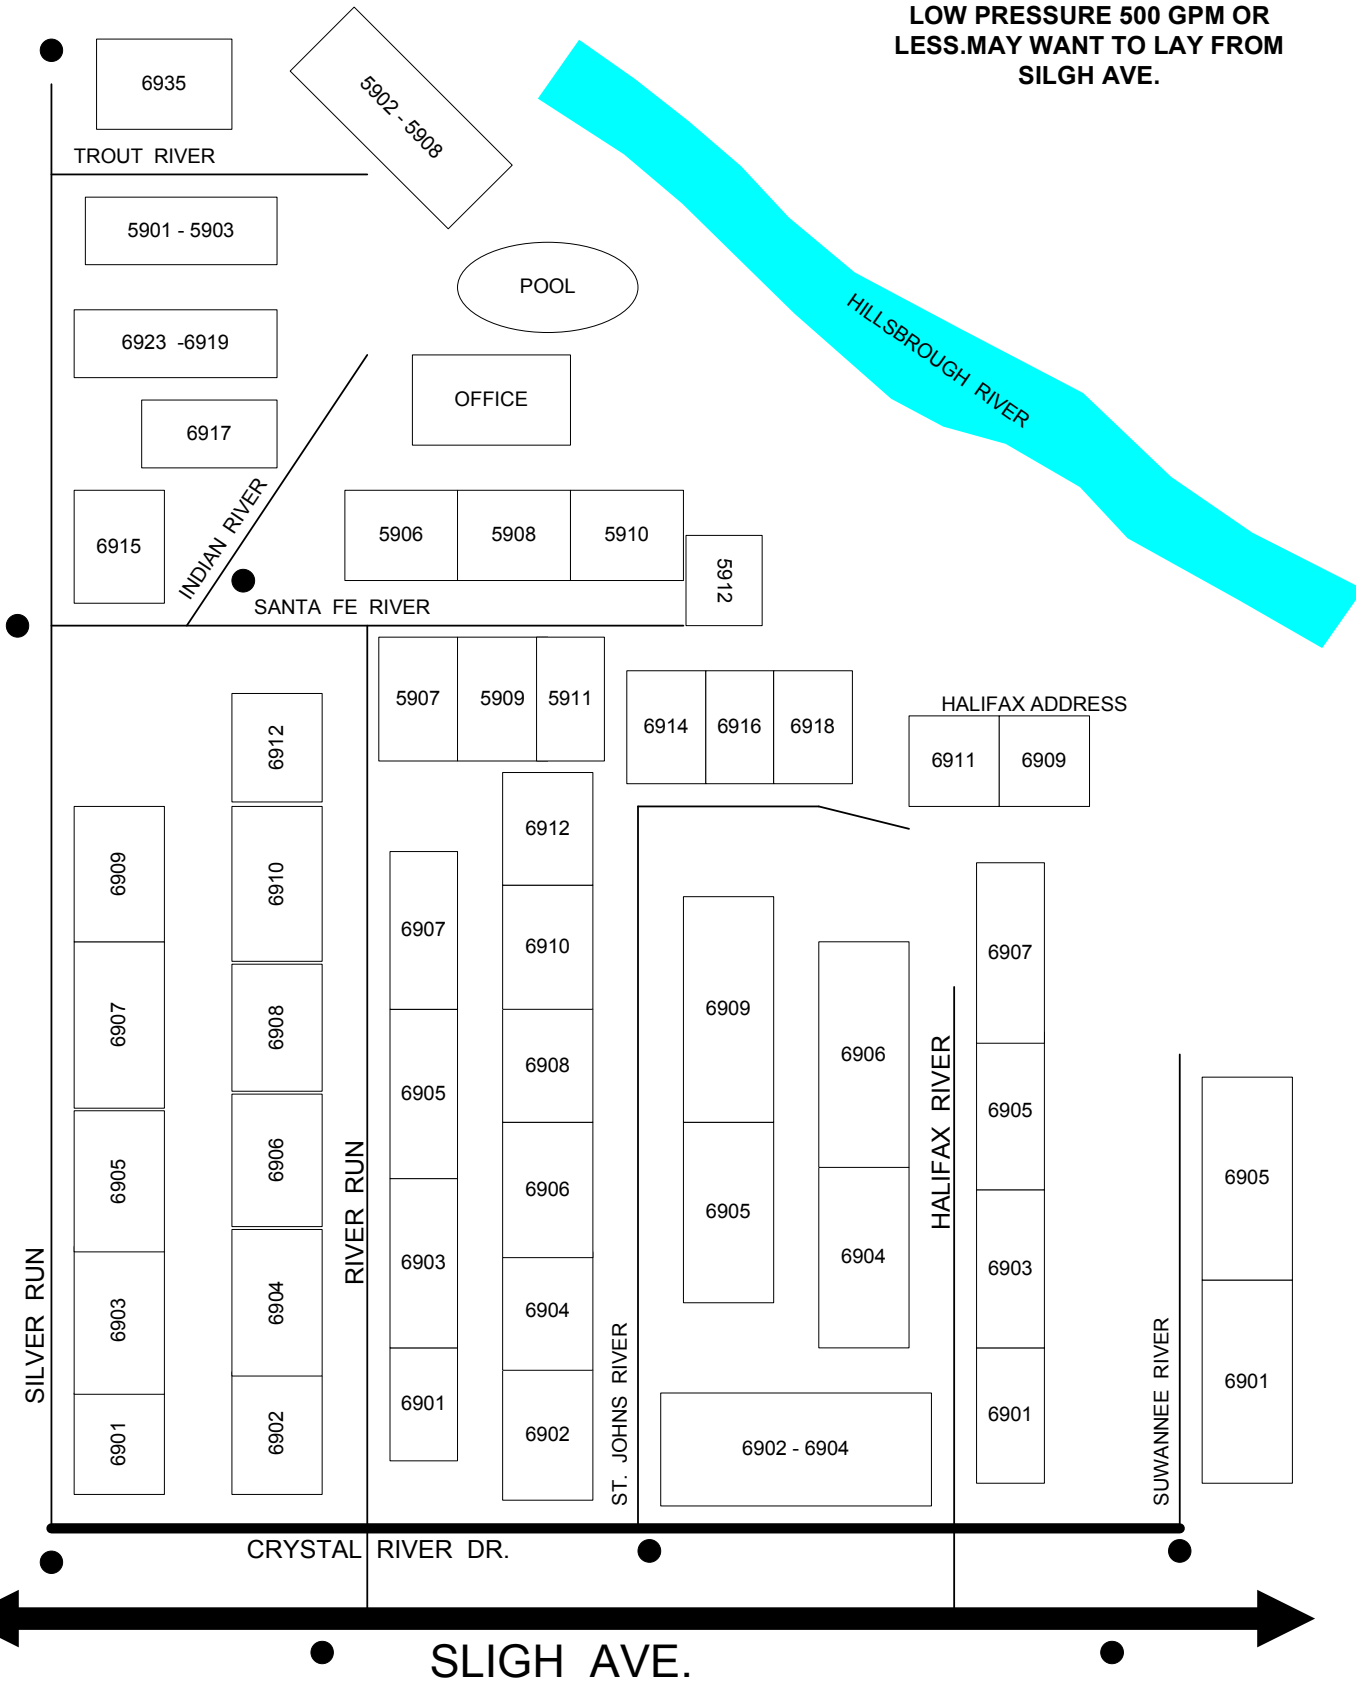 LOW PRESSURE 500 GPM OR
LESS.MAY WANT TO LAY FROM
SILGH AVE.
6935
5902 - 5908
TROUT RIVER
5901 - 5903
POOL
HILLSBROUGH RIVER
6923 -6919
OFFICE
6917
INDIAN RIVER
6915
5906
5908
5910
5912
SANTA FE RIVER
5907
5909
5911
6914
6916
6918
HALIFAX ADDRESS
6911
6909
6912
6910
6908
6906
6904
6902
6909
6907
6905
6903
6901
SILVER RUN
RIVER RUN
6907
6905
6903
6901
6912
6910
6908
6906
6904
6902
ST. JOHNS RIVER
6909
6905
6906
6904
6902 - 6904
HALIFAX RIVER
6907
6905
6903
6901
SUWANNEE RIVER
6905
6901
CRYSTAL RIVER DR.
SLIGH AVE.